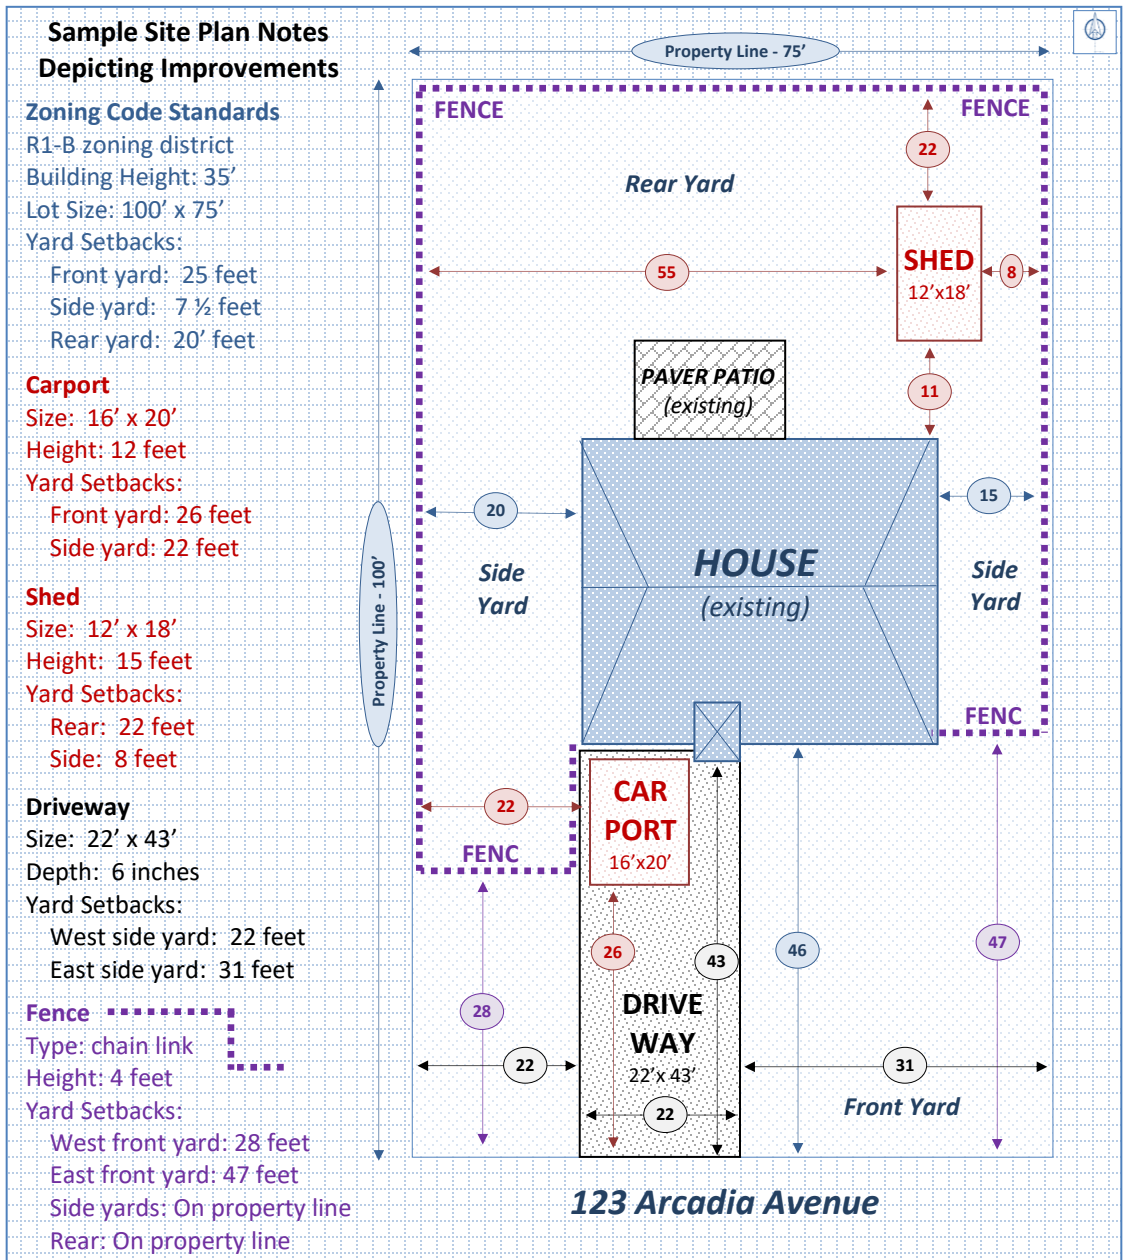 Sample Site Plan Notes
Depicting Improvements
Zoning Code Standards
R1-B zoning district
Building Height: 35’
Lot Size: 100’ x 75’
Yard Setbacks:
Front yard: 25 feet
Side yard: 7 ½ feet
Rear yard: 20’ feet
Carport
Size: 16’ x 20’
Height: 12 feet
Yard Setbacks:
Front yard: 26 feet
Side yard: 22 feet
Shed
Size: 12’ x 18’
Height: 15 feet
Yard Setbacks:
Rear: 22 feet
Side: 8 feet
Driveway
Size: 22’ x 43’
Depth: 6 inches
Yard Setbacks:
West side yard: 22 feet
East side yard: 31 feet
Fence
Type: chain link
Height: 4 feet
Yard Setbacks:
West front yard: 28 feet
East front yard: 47 feet
Side yards: On property line
Rear: On property line
Property Line - 75’
Property Line - 100’
FENCE
FENCE
22
Rear Yard
SHED
12’x18’
55
8
11
PAVER PATIO
(existing)
20
15
HOUSE
(existing)
Side
Yard
Side
Yard
FENC
CAR
PORT
16’x20’
22
FENC
26
43
46
47
28
DRIVE
WAY
22’x 43’
22
31
22
Front Yard
123 Arcadia Avenue